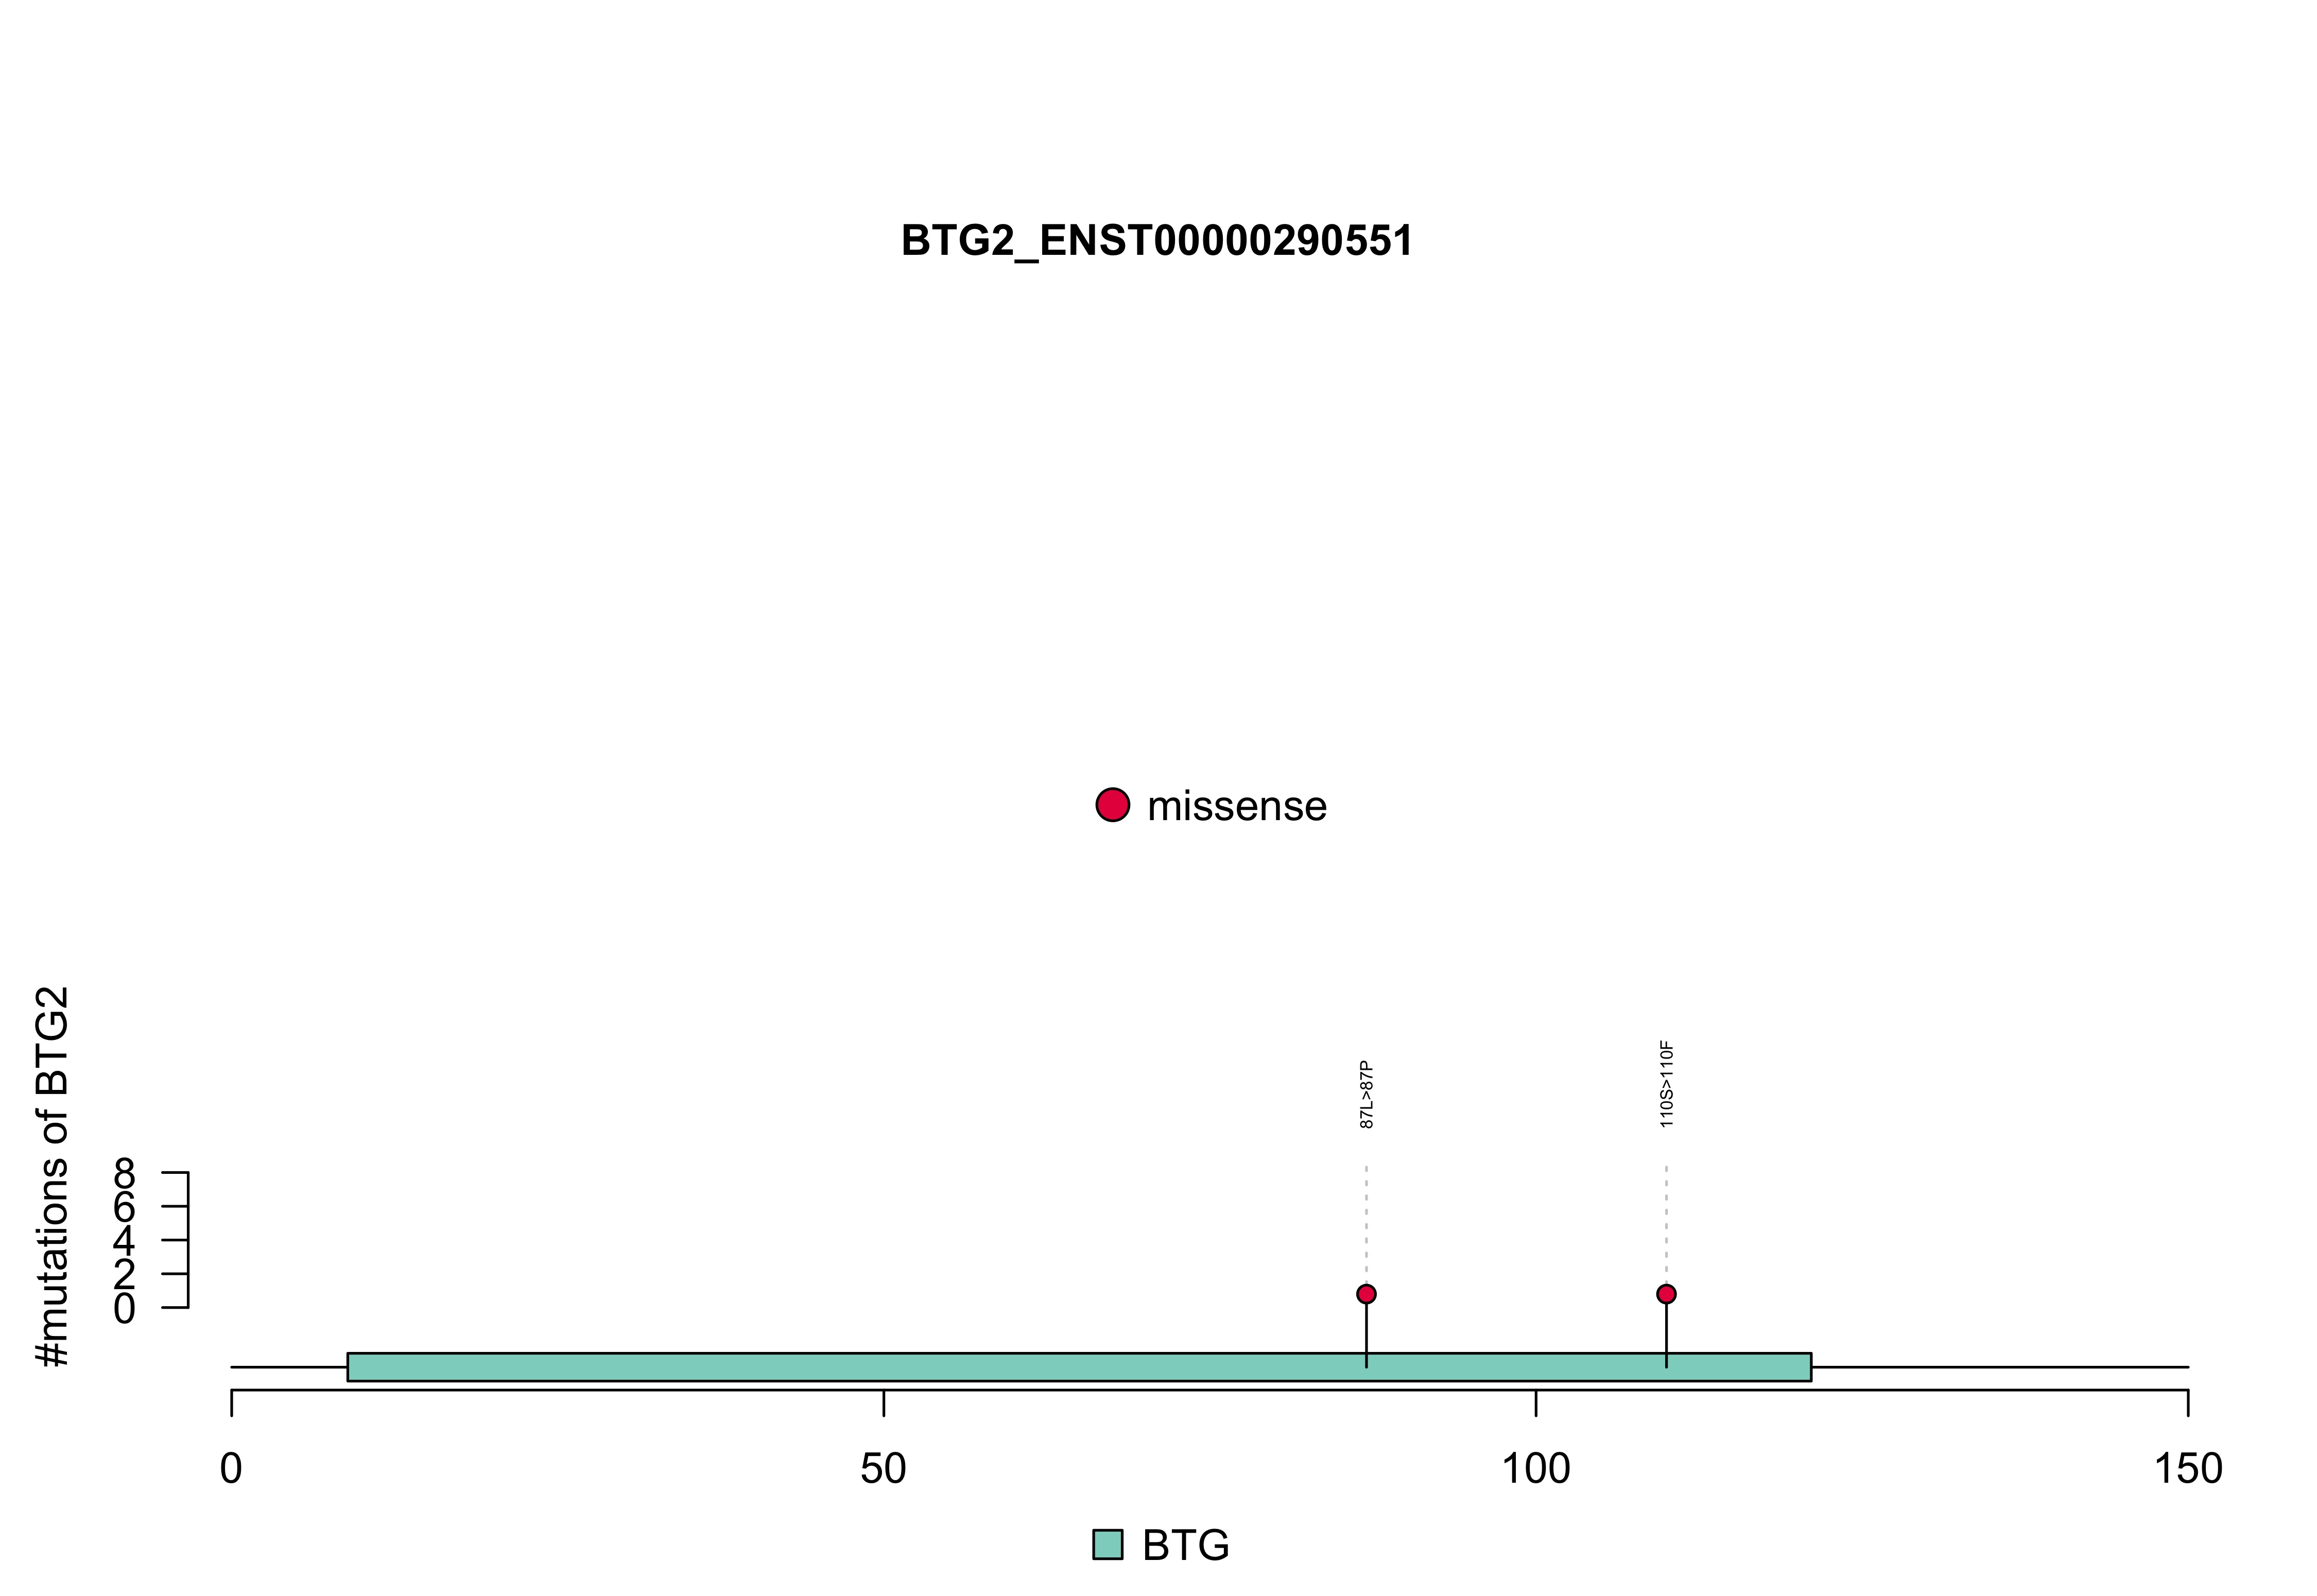 BTG2_ENST00000290551
missense
#mutations of BTG2
87L>87P
110S>110F
8
6
4
2
0
0 50 100 150
BTG